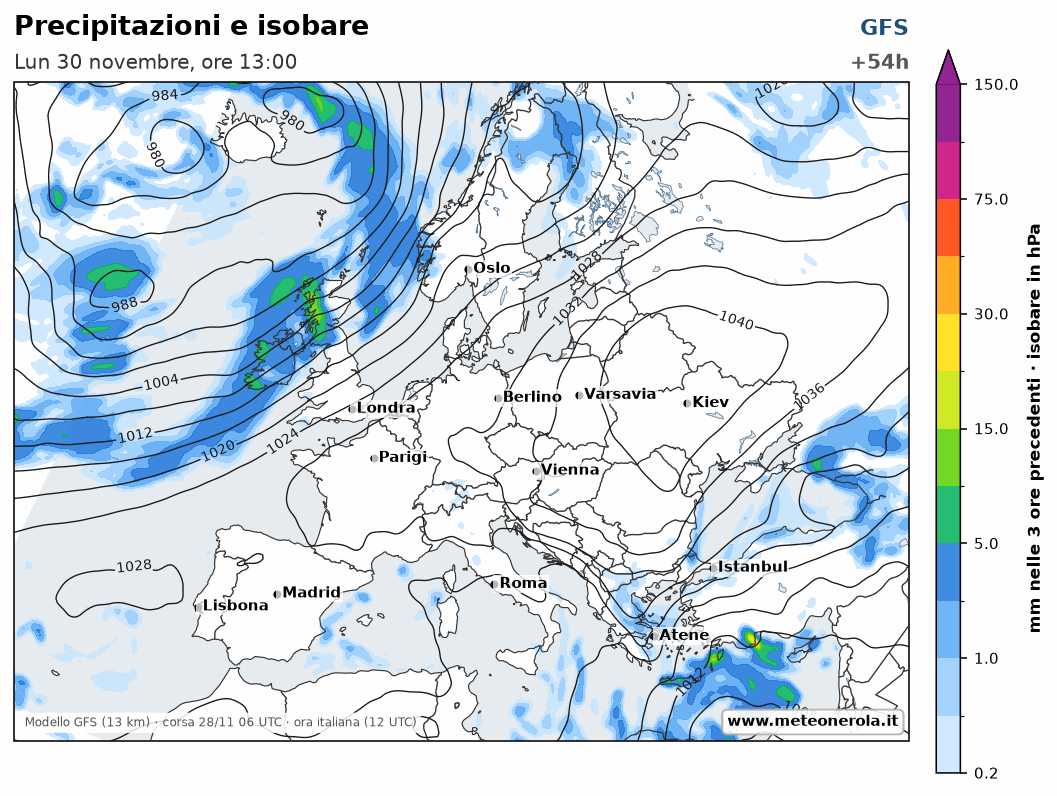 Precipitazioni e isobare
GFS
Lun 30 novembre, ore 13:00
+54h
984
980
980
988
1004
1012
1020
1024
1028
1028
1032
1040
1036
1012
Oslo
Londra
Berlino
Varsavia
Kiev
Parigi
Vienna
Istanbul
Roma
Madrid
Lisbona
Atene
Modello GFS (13 km) · corsa 28/11 06 UTC · ora italiana (12 UTC)
www.meteonerola.it
150.0
75.0
30.0
15.0
5.0
1.0
0.2
mm nelle 3 ore precedenti · isobare in hPa